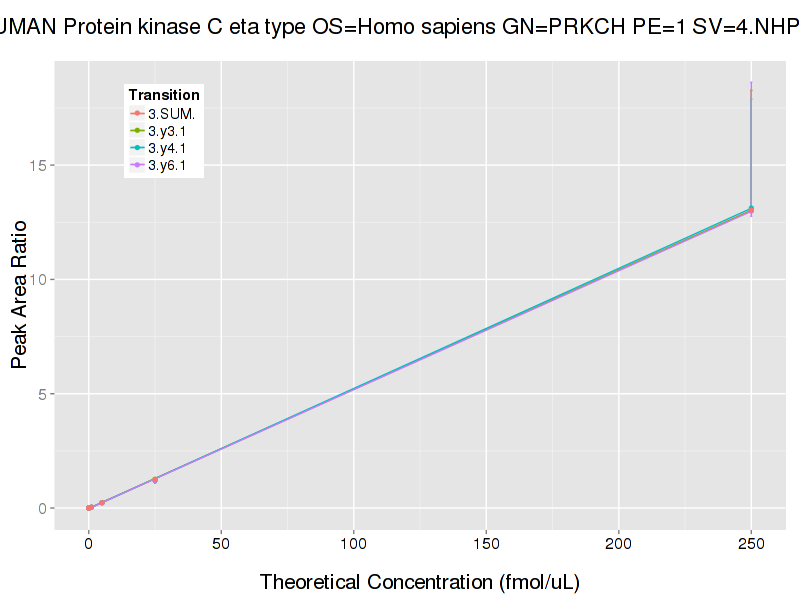 UMAN Protein kinase C eta type OS=Homo sapiens GN=PRKCH PE=1 SV=4.NHP
Transition
3.SUM.
3.y3.1
3.y4.1
3.y6.1
Peak Area Ratio
15
10
5
0
0 50 100 150 200 250
Theoretical Concentration (fmol/uL)